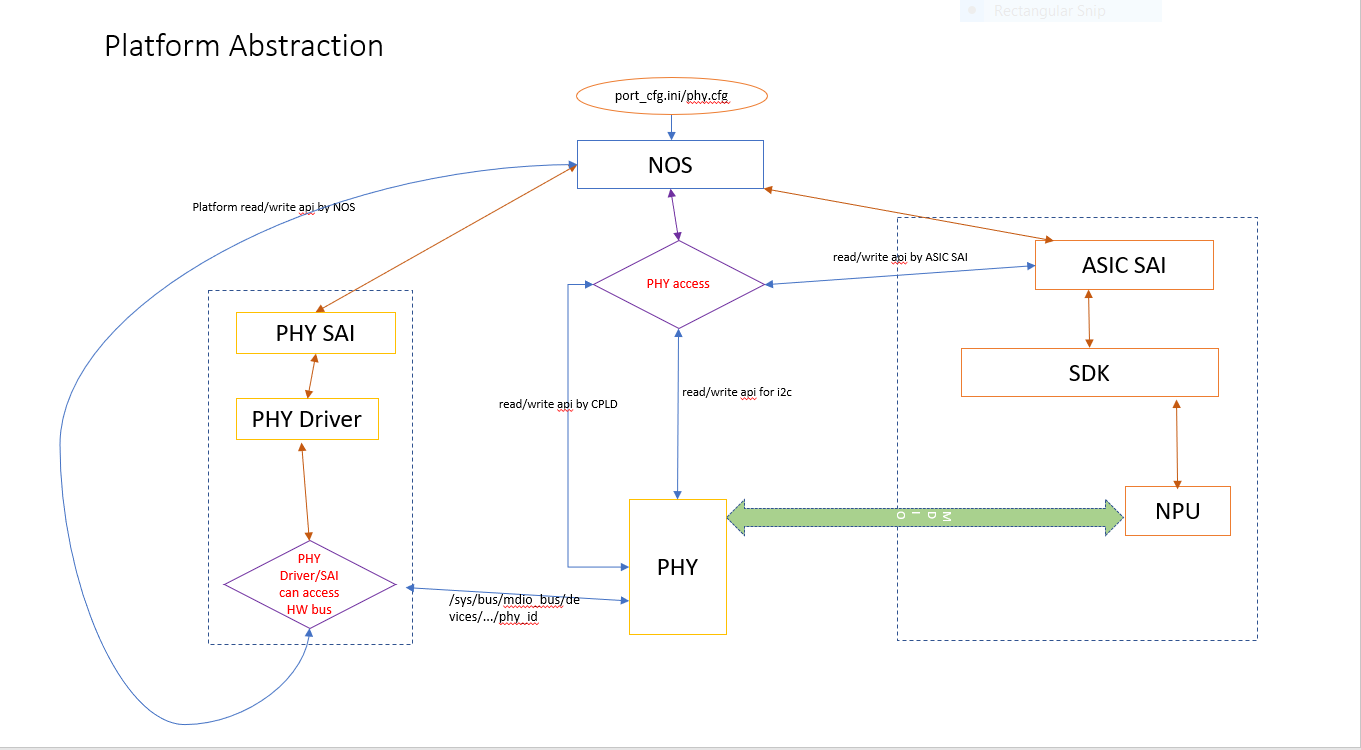 Rectangular Snip
Platform Abstraction
port_cfg.ini/phy.cfg
NOS
Platform read/write api by NOS
PHY access
read/write api by ASIC SAI
ASIC SAI
PHY SAI
SDK
PHY Driver
read/write api by CPLD
read/write api for i2c
MDIO
NPU
PHY
PHY
Driver/SAI
can access
HW bus
/sys/bus/mdio_bus/de
vices/.../phy_id